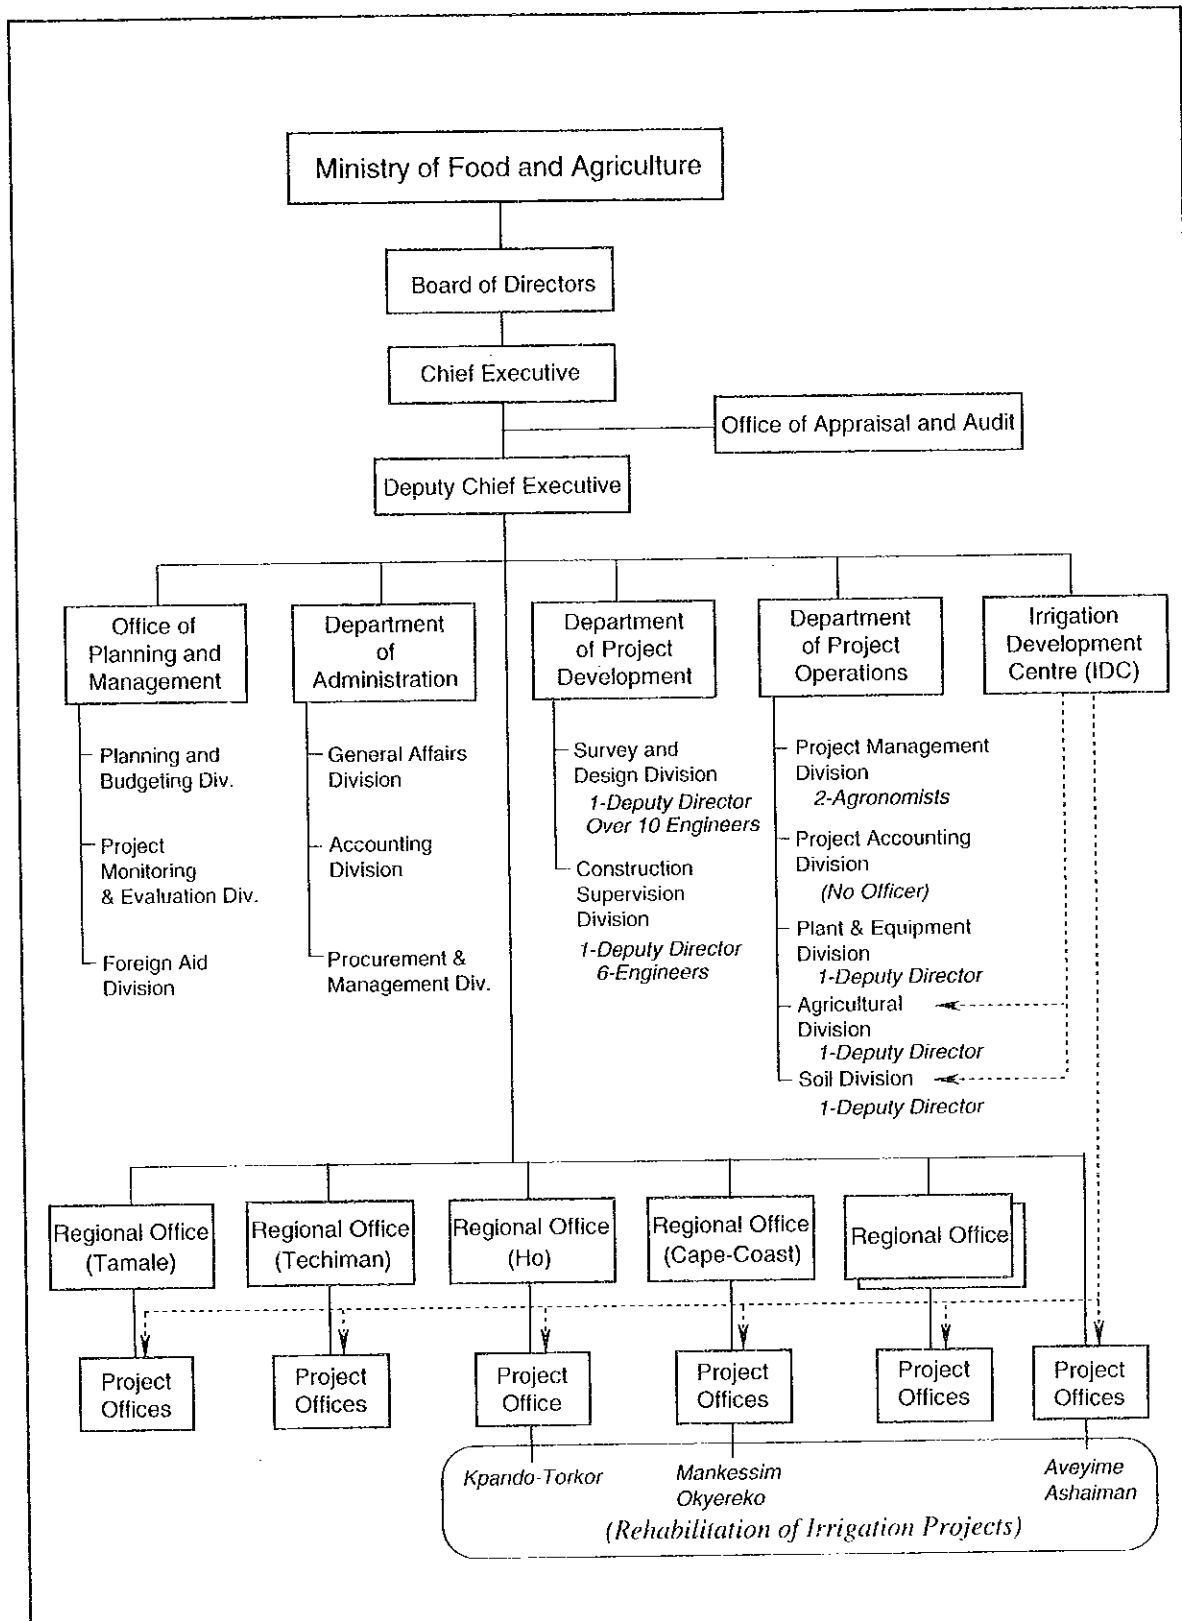 Ministry of Food and Agriculture
Board of Directors
Chief Executive
Office of Appraisal and Audit
Deputy Chief Executive
Office of
Planning and
Management
Planning and
Budgeting Div.
Project
Monitoring
& Evaluation Div.
Foreign Aid
Division
Department
of
Administration
General Affairs
Division
Accounting
Division
Procurement &
Management Div.
Department
of Project
Development
Survey and
Design Division
1-Deputy Director
Over 10 Engineers
Construction
Supervision
Division
1-Deputy Director
6-Engineers
Department
of Project
Operations
Project Management
Division
2-Agronomists
Project Accounting
Division
(No Officer)
Plant & Equipment
Division
1-Deputy Director
Agricultural
Division
1-Deputy Director
Soil Division
1-Deputy Director
Irrigation
Development
Centre (IDC)
Regional Office
(Tamale)
Regional Office
(Techiman)
Regional Office
(Ho)
Regional Office
(Cape-Coast)
Regional Office
Project
Offices
Project
Offices
Project
Office
Project
Offices
Project
Offices
Project
Offices
Kpando-Torkor
Mankessim
Okyereko
Aveyime
Ashaiman
(Rehabilitation of Irrigation Projects)